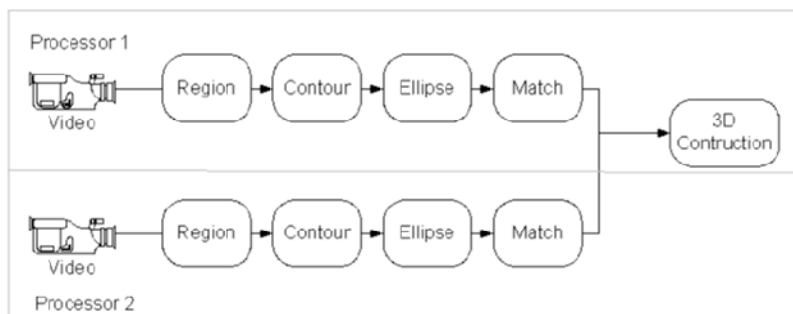 Processor 1
Video
Region
Contour
Ellipse
Match
3D
Contruction
Video
Region
Contour
Ellipse
Match
Processor 2